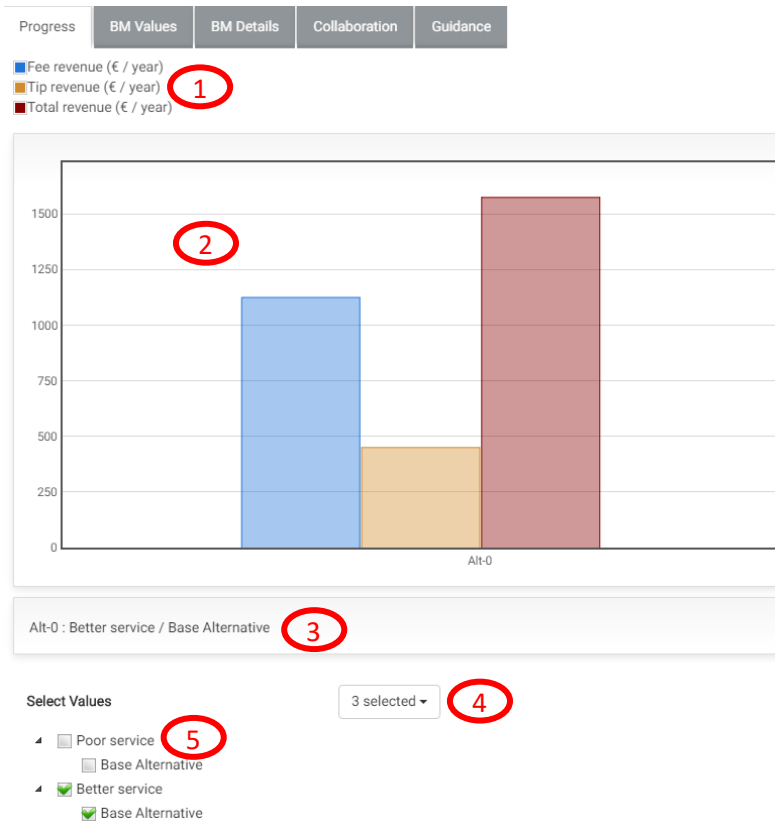 Progress BM Values BM Details Collaboration Guidance
Fee revenue (€ / year)
Tip revenue (€ / year) 1
Total revenue (€ / year)
1500
2
1250
1000
750
500
250
0
Alt-0
Alt-0 : Better service / Base Alternative 3
Select Values 3 selected 4
Poor service 5
Base Alternative
Better service
Base Alternative